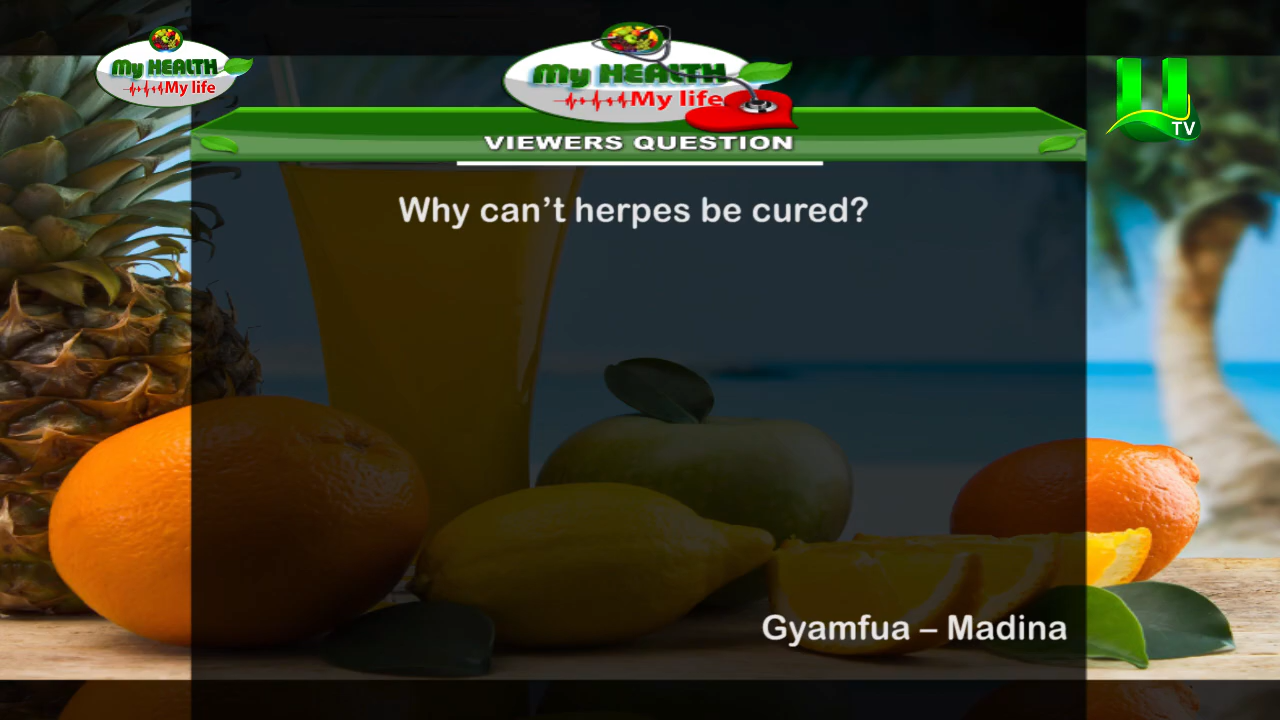 My HEALTH
My life
My HEALTH
My life
U
TV
VIEWERS QUESTION
Why can’t herpes be cured?
Gyamfua – Madina